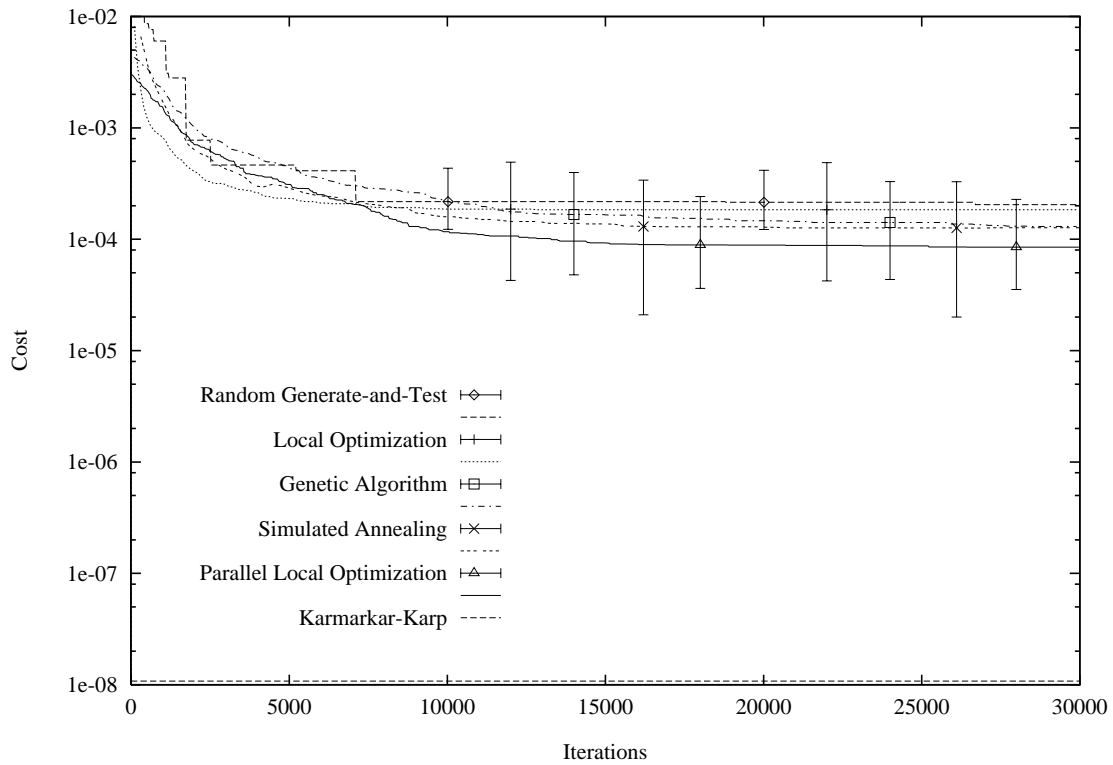 1e-02
1e-03
1e-04
1e-05
1e-06
1e-07
1e-08
Cost
Random Generate-and-Test
Local Optimization
Genetic Algorithm
Simulated Annealing
Parallel Local Optimization
Karmarkar-Karp
0 5000 10000 15000 20000 25000 30000
Iterations